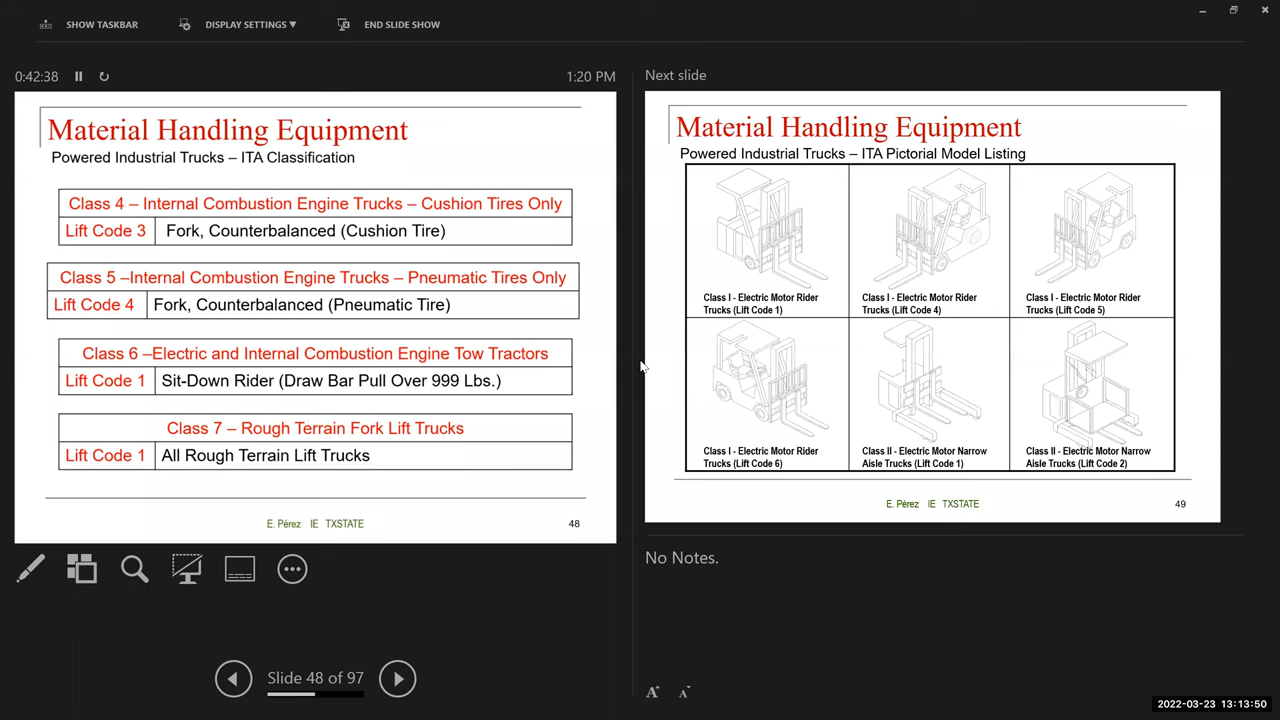 SHOW TASKBAR
DISPLAY SETTINGS ▼
END SLIDE SHOW
0:42:38
1:20 PM
Material Handling Equipment
Powered Industrial Trucks – ITA Classification
Class 4 – Internal Combustion Engine Trucks – Cushion Tires Only
Lift Code 3 Fork, Counterbalanced (Cushion Tire)
Class 5 –Internal Combustion Engine Trucks – Pneumatic Tires Only
Lift Code 4 Fork, Counterbalanced (Pneumatic Tire)
Class 6 –Electric and Internal Combustion Engine Tow Tractors
Lift Code 1 Sit-Down Rider (Draw Bar Pull Over 999 Lbs.)
Class 7 – Rough Terrain Fork Lift Trucks
Lift Code 1 All Rough Terrain Lift Trucks
E. Pérez IE TXSTATE
48
Slide 48 of 97
Next slide
Material Handling Equipment
Powered Industrial Trucks – ITA Pictorial Model Listing
Class I - Electric Motor Rider
Trucks (Lift Code 1)
Class I - Electric Motor Rider
Trucks (Lift Code 4)
Class I - Electric Motor Rider
Trucks (Lift Code 5)
Class I - Electric Motor Rider
Trucks (Lift Code 6)
Class II - Electric Motor Narrow
Aisle Trucks (Lift Code 1)
Class II - Electric Motor Narrow
Aisle Trucks (Lift Code 2)
E. Pérez IE TXSTATE
49
No Notes.
A A
2022-03-23 13:13:50